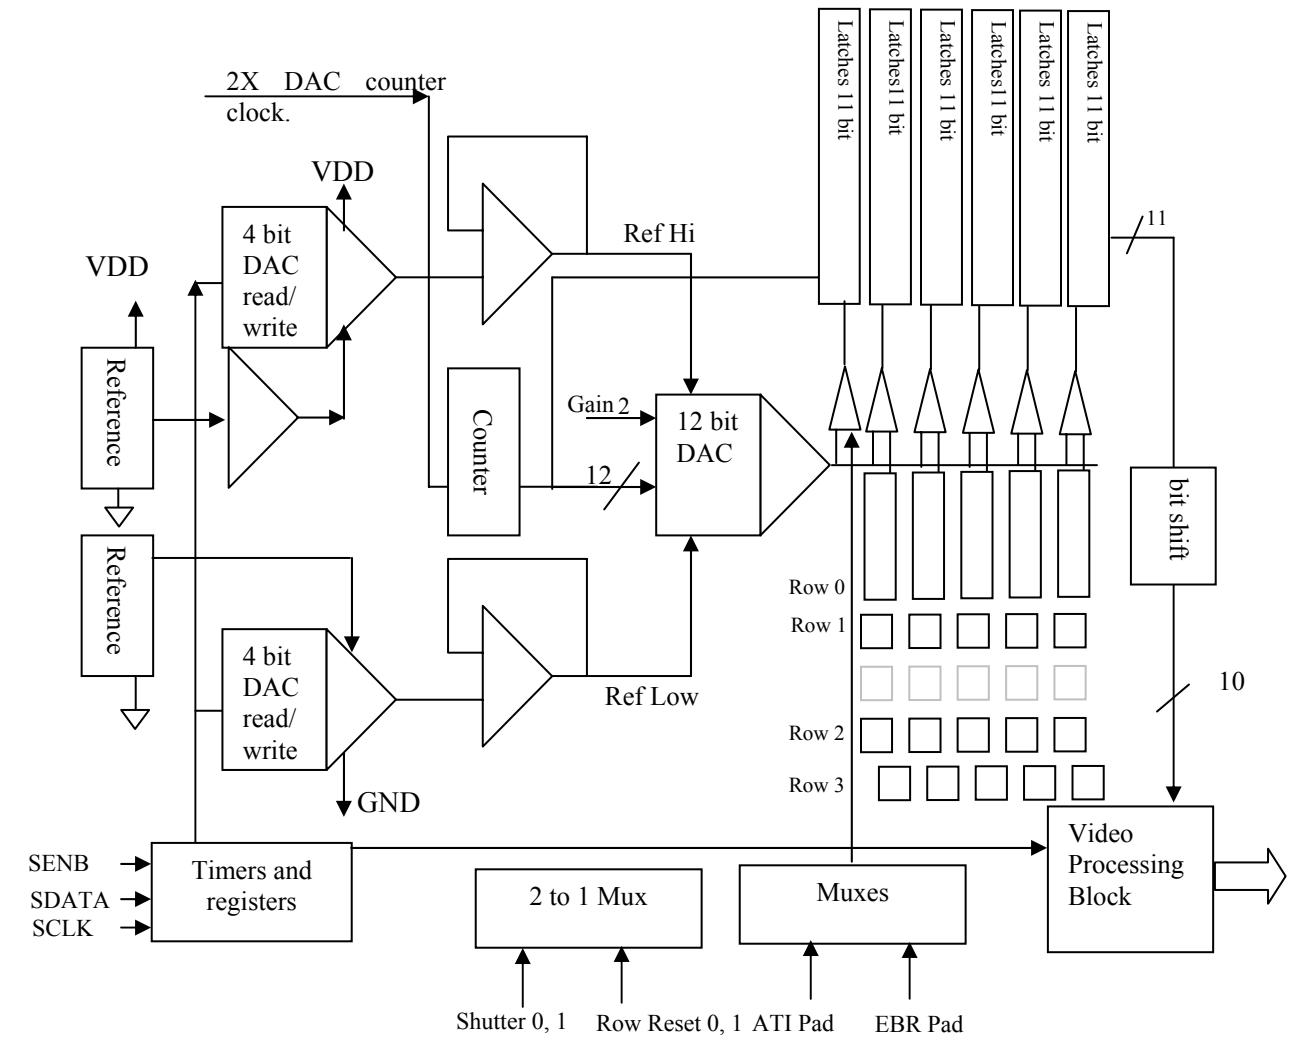 2X DAC counter
clock.
VDD
VDD
4 bit
DAC
read/
write
Reference
Reference
4 bit
DAC
read/
write
GND
Ref Hi
Ref Low
Counter
Gain 2
12
12 bit
DAC
Latches 11 bit
Latches11 bit
Latches 11 bit
Latches11 bit
Latches 11 bit
Latches 11 bit
11
bit shift
10
Row 0
Row 1
Row 2
Row 3
SENB
SDATA
SCLK
Timers and
registers
2 to 1 Mux
Muxes
Video
Processing
Block
Shutter 0, 1
Row Reset 0, 1
ATI Pad
EBR Pad